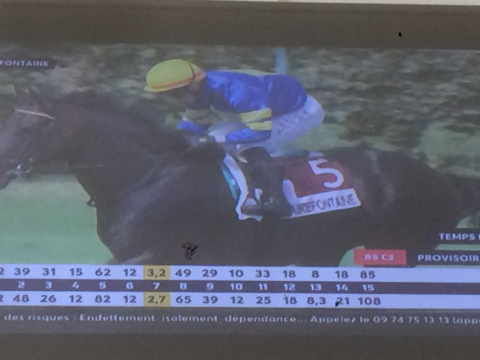 FONTAINE
5
UREFONTAINE
TEMPS
R5 C3 PROVISOIR
2 39 31 15 62 12 3,2 49 29 10 33 18 8 18 85
2 3 4 5 6 7 8 9 10 11 12 13 14 15
2 48 26 12 82 12 2,7 65 39 12 25 18 8,3 21 108
des risques : Endettement, isolement, dépendance... Appelez le 09 74 75 13 13 (app